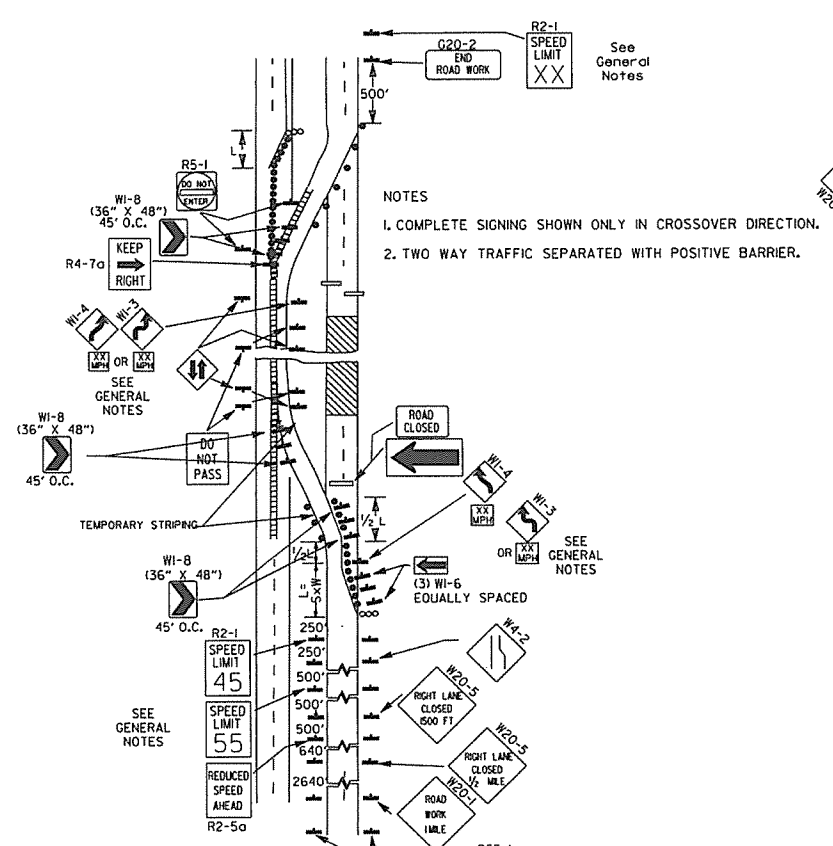 R2-1
SPEED
LIMIT
XX
See
General
Notes
G20-2
END
ROAD WORK
500'
L
R5-1
DO NOT
ENTER
W1-8
(36" X 48")
45' O.C.
KEEP
RIGHT
R4-7a
NOTES
1. COMPLETE SIGNING SHOWN ONLY IN CROSSOVER DIRECTION.
2. TWO WAY TRAFFIC SEPARATED WITH POSITIVE BARRIER.
W20
W1-4
W1-3
XX
MPH
OR
XX
MPH
SEE
GENERAL
NOTES
W1-8
(36" X 48")
45' O.C.
DO
NOT
PASS
ROAD
CLOSED
W1-4
XX
MPH
W1-3
OR
XX
MPH
SEE
GENERAL
NOTES
TEMPORARY STRIPING
½ L
½L
L=
S×W
W1-8
(36" X 48")
45' O.C.
(3) W1-6
EQUALLY SPACED
250'
250'
500'
500'
500'
640'
2640'
R2-1
SPEED
LIMIT
45
SPEED
LIMIT
55
SEE
GENERAL
NOTES
REDUCED
SPEED
AHEAD
R2-5a
W4-2
W20-5
RIGHT LANE
CLOSED
1500 FT
W20-5
RIGHT LANE
CLOSED
½ MILE
W20-1
ROAD
WORK
1 MILE